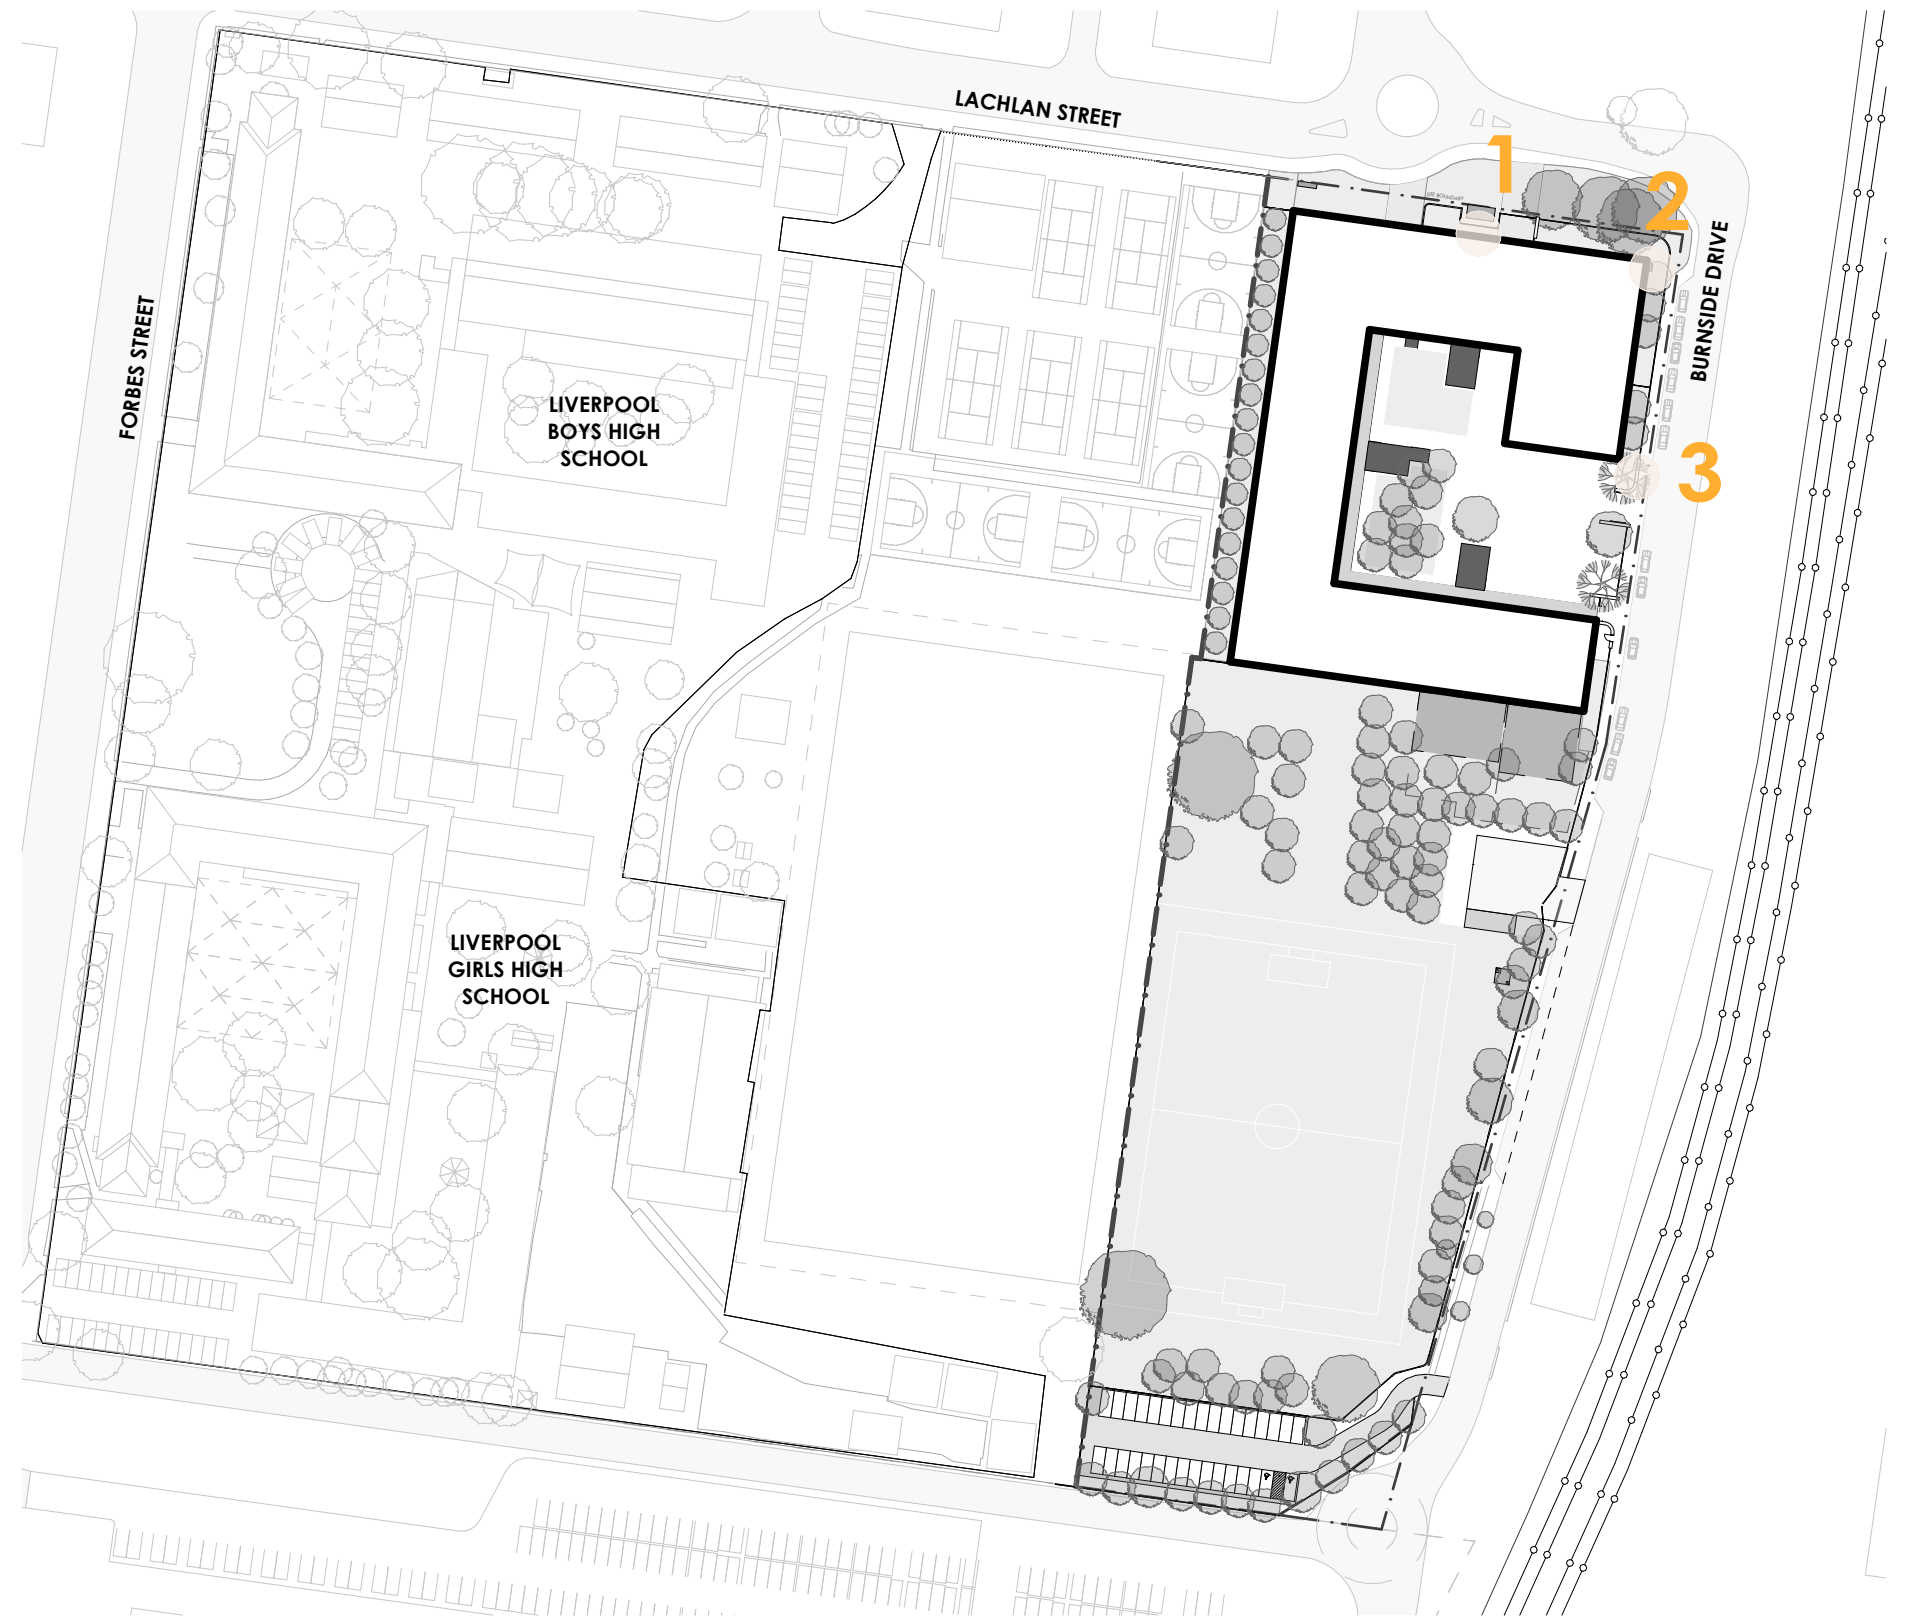 LACHLAN STREET
1
2
BURNSIDE DRIVE
FORBES STREET
LIVERPOOL
BOYS HIGH
SCHOOL
3
LIVERPOOL
GIRLS HIGH
SCHOOL